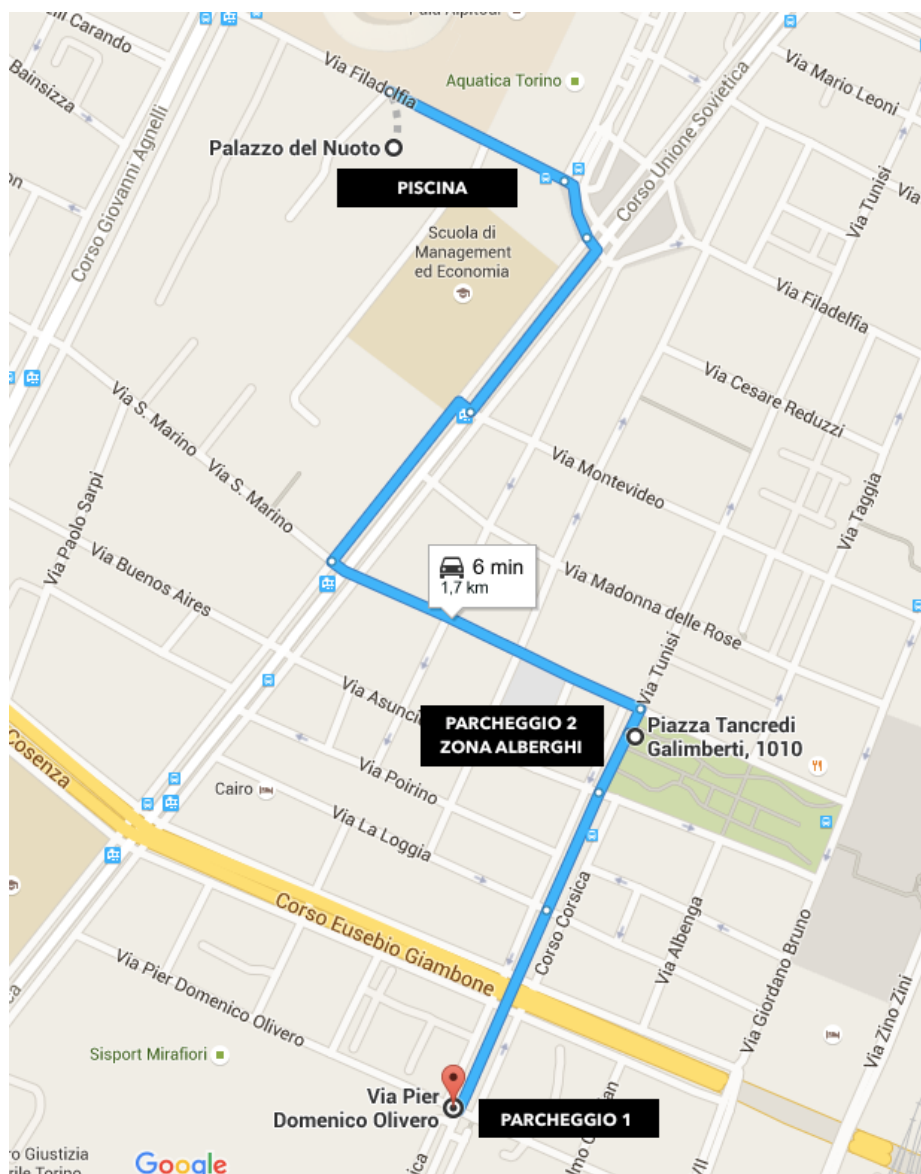 Via Filadelfia
Aquatica Torino
Via Mario Leoni
Bainsizza
Palazzo del Nuoto
PISCINA
Corso Giovanni Agnelli
Corso Unione Sovietica
Via Tunisi
Scuola di
Management
ed Economia
Via Filadelfia
Via Cesare Reduzzi
Via S. Marino
Via S. Marino
Via Montevideo
Via Taggia
Via Paolo Sarpi
Via Buenos Aires
6 min
1,7 km
Via Madonna delle Rose
Via Tunisi
PARCHEGGIO 2
ZONA ALBERGHI
Piazza Tancredi
Galimberti, 1010
Cosenza
Via Poirino
Cairo
Via La Loggia
Corso Eusebio Giambone
Corso Corsica
Via Albenga
Via Giordano Bruno
Via Zino Zini
Via Pier Domenico Olivero
Sisport Mirafiori
Via Pier
Domenico Olivero
PARCHEGGIO 1
Google